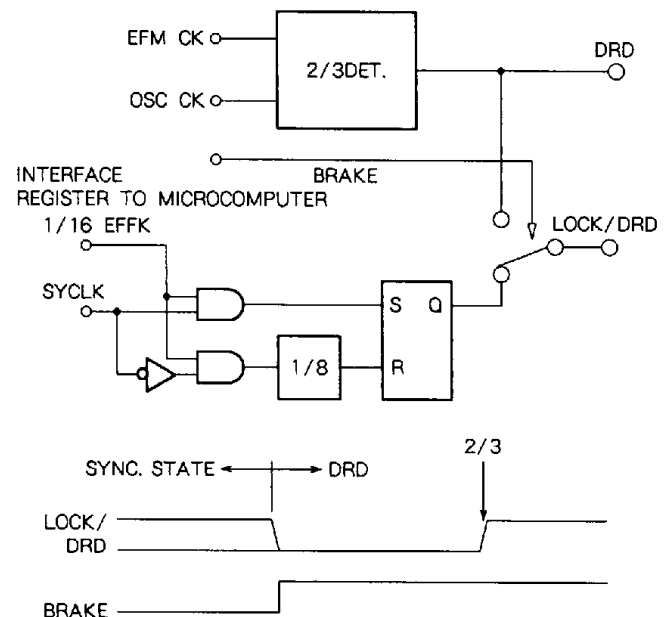 EFM CK
2/3DET.
DRD
OSC CK
BRAKE
INTERFACE
REGISTER TO MICROCOMPUTER
1/16 EFFK
LOCK/DRD
SYCLK
S Q
1/8
R
2/3
SYNC. STATE
DRD
LOCK/
DRD
BRAKE